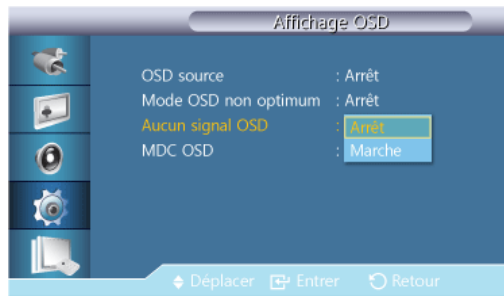 Affichage OSD
OSD source : Arrêt
Mode OSD non optimum : Arrêt
Aucun signal OSD : Arrêt
MDC OSD : Marche
Déplacer Entrer Retour